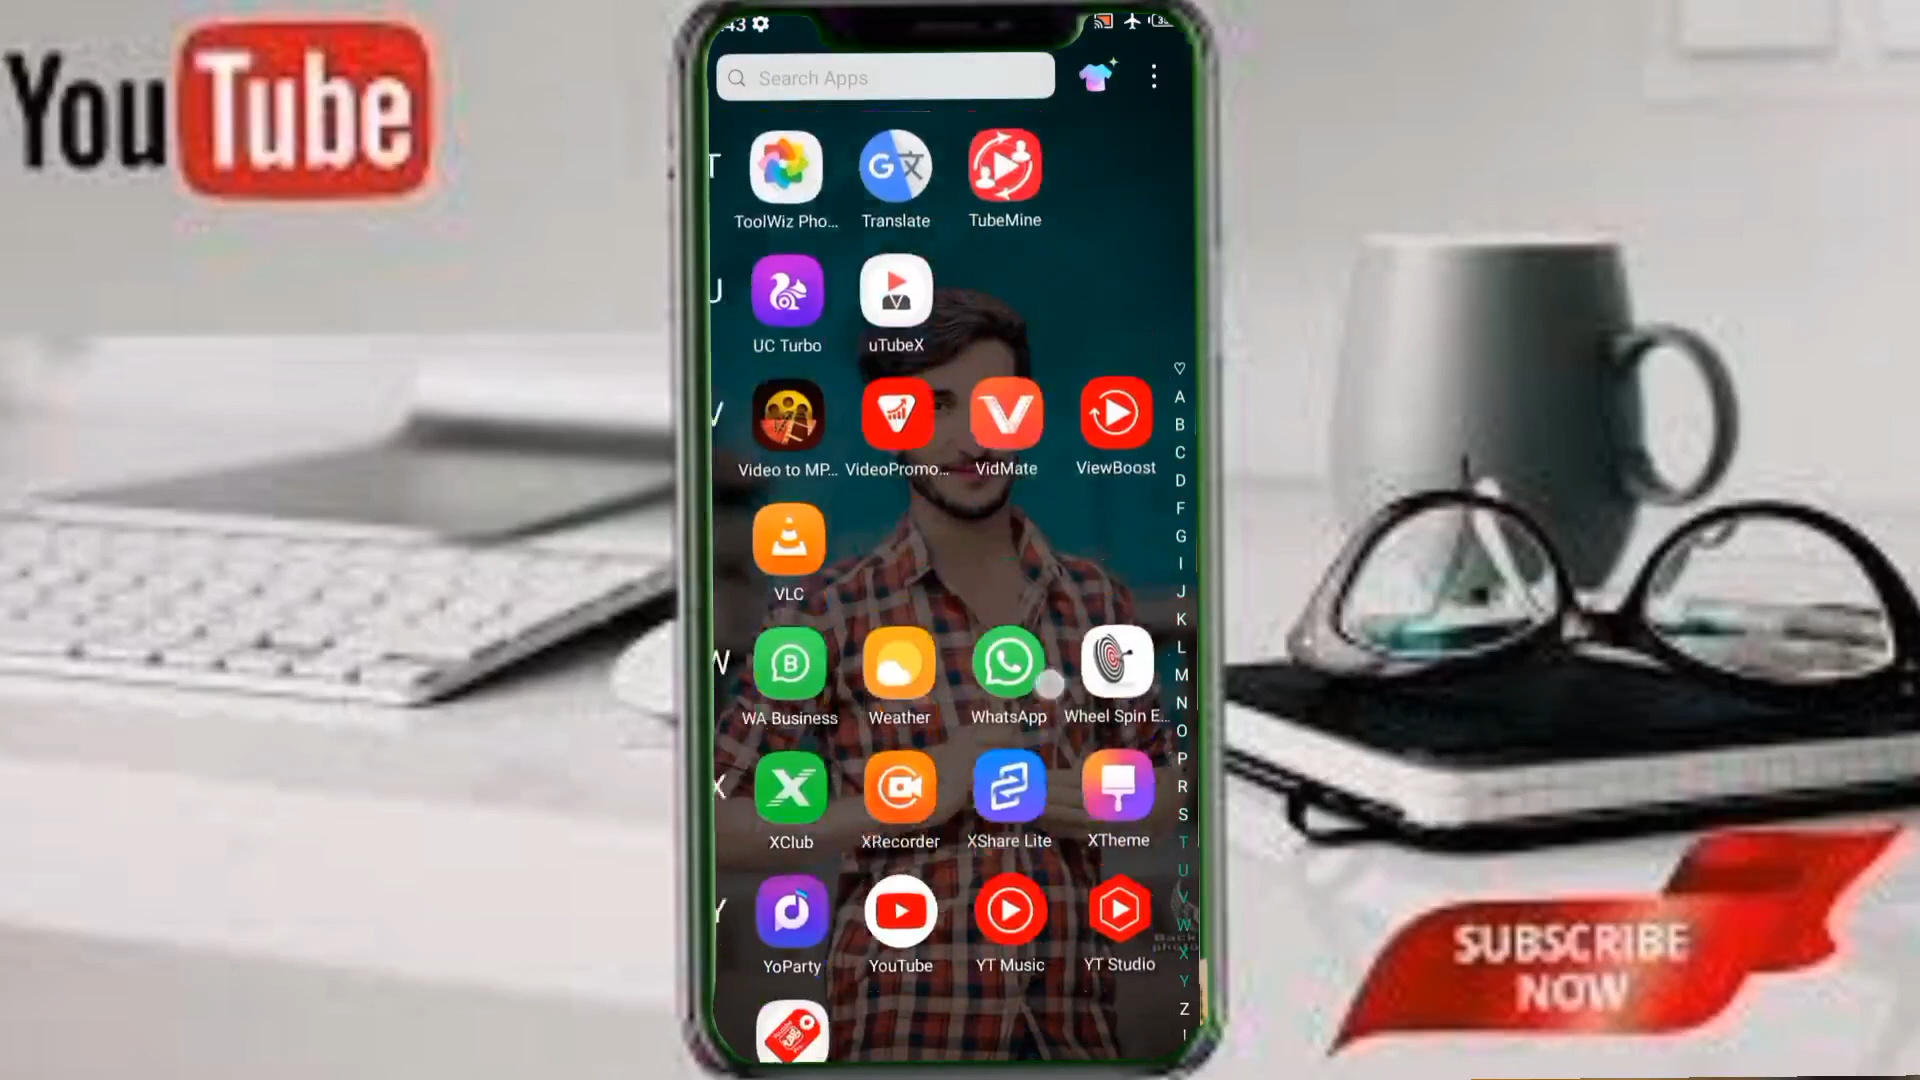 YouTube
:43
Search Apps
T
ToolWiz Pho...
Translate
TubeMine
U
UC Turbo
uTubeX
V
Video to MP...
VideoPromo...
VidMate
ViewBoost
VLC
W
WA Business
Weather
WhatsApp
Wheel Spin E...
X
XClub
XRecorder
XShare Lite
XTheme
Y
YoParty
YouTube
YT Music
YT Studio
A
B
C
D
F
G
I
J
K
L
M
N
O
P
R
S
T
U
V
W
X
Y
Z
SUBSCRIBE
NOW